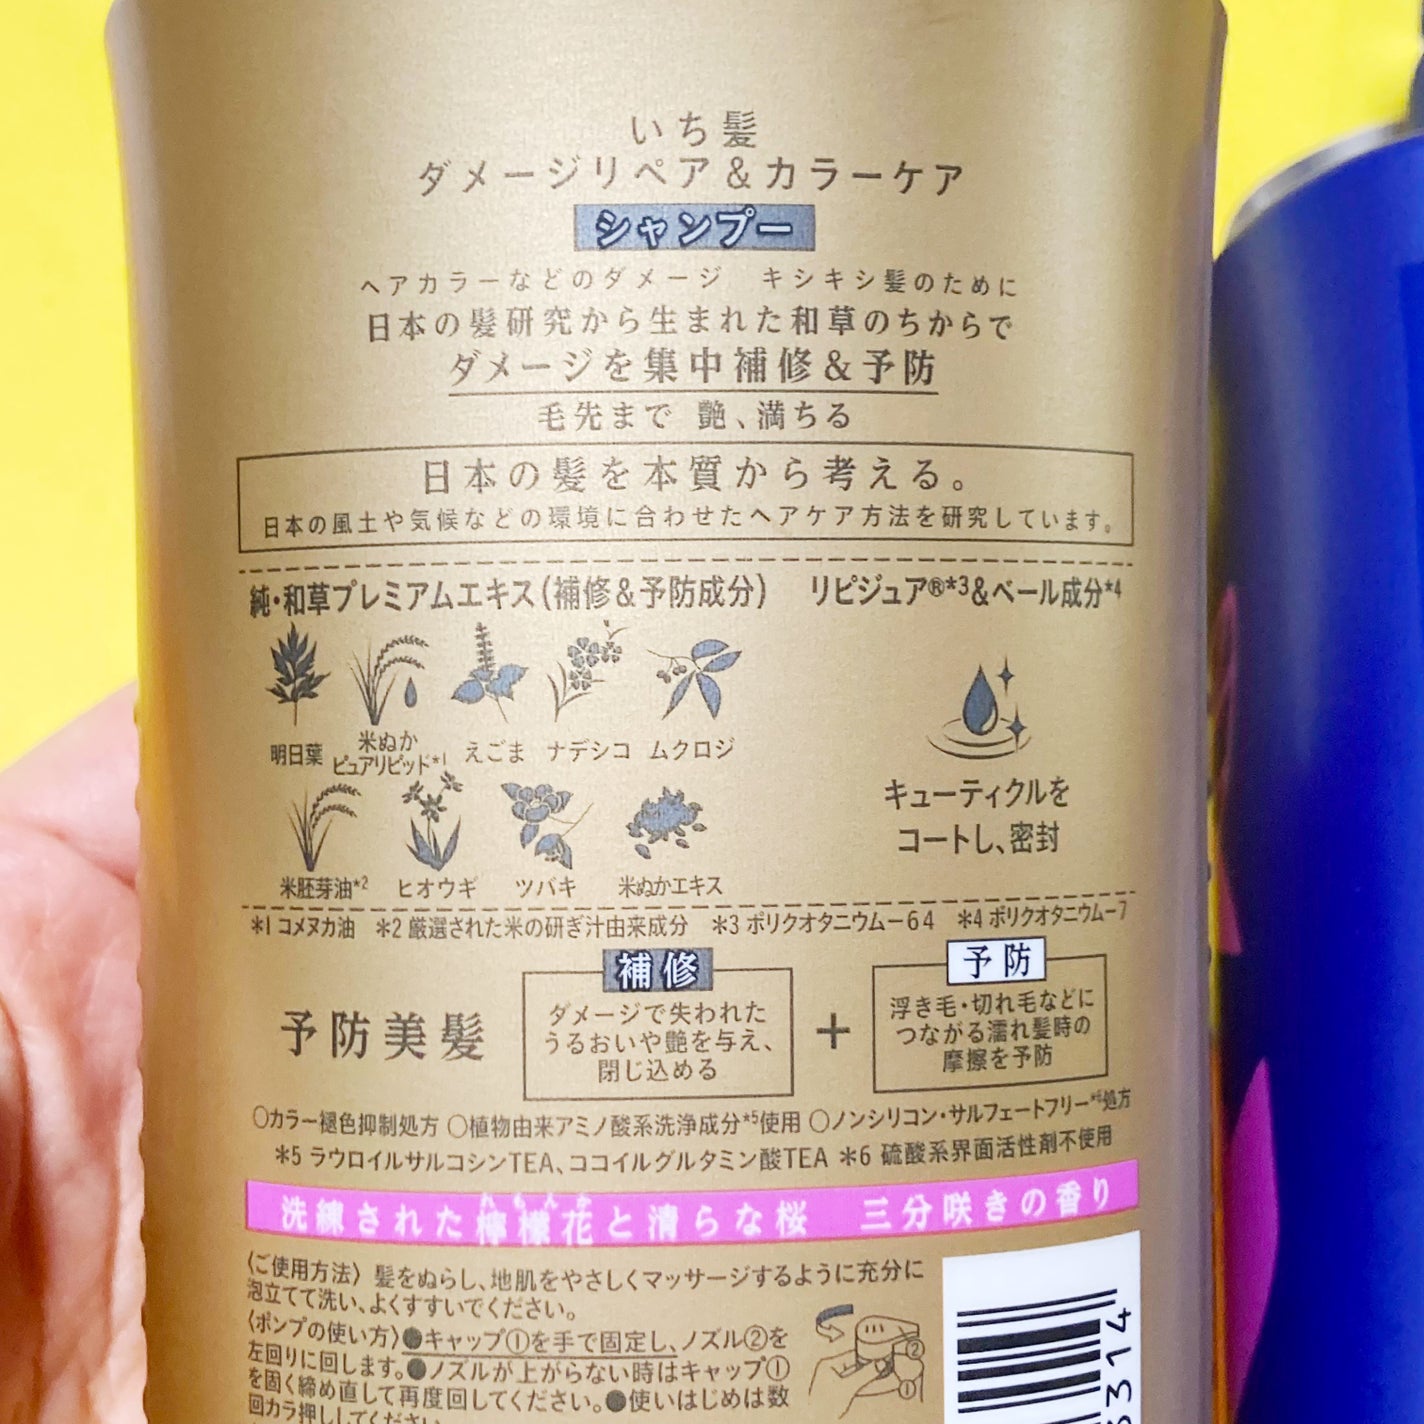 いち髪
ダメージリペア＆カラーケア
シャンプー
ヘアカラーなどのダメージ　キシキシ髪のために
日本の髪研究から生まれた和草のちからで
ダメージを集中補修＆予防
毛先まで 艶、満ちる
日本の髪を本質から考える。
日本の風土や気候などの環境に合わせたヘアケア方法を研究しています。
純・和草プレミアムエキス（補修＆予防成分）　リピジュア®*3＆ベール成分*4
明日葉　米ぬかピュアリピッド*1　えごま　ナデシコ　ムクロジ
米胚芽油*2　ヒオウギ　ツバキ　米ぬかエキス
キューティクルを
コートし、密封
*1 コメヌカ油　*2 厳選された米の研ぎ汁由来成分　*3 ポリクオタニウム－64　*4 ポリクオタニウム－7
予防美髪
補修
ダメージで失われた
うるおいや艶を与え、
閉じ込める
＋
予防
浮き毛・切れ毛などに
つながる濡れ髪時の
摩擦を予防
○カラー褪色抑制処方 ○植物由来アミノ酸系洗浄成分*5使用 ○ノンシリコン・サルフェートフリー*6処方
*5 ラウロイルサルコシンTEA、ココイルグルタミン酸TEA *6 硫酸系界面活性剤不使用
洗練された檸檬花と清らな桜　三分咲きの香り
〈ご使用方法〉 髪をぬらし、地肌をやさしくマッサージするように充分に
泡立てて洗い、よくすすいでください。
〈ポンプの使い方〉●キャップ①を手で固定し、ノズル②を
左回りに回します。●ノズルが上がらない時はキャップ①
を固く締め直して再度回してください。●使いはじめは数
回カラ押ししてください。
②
①
3314